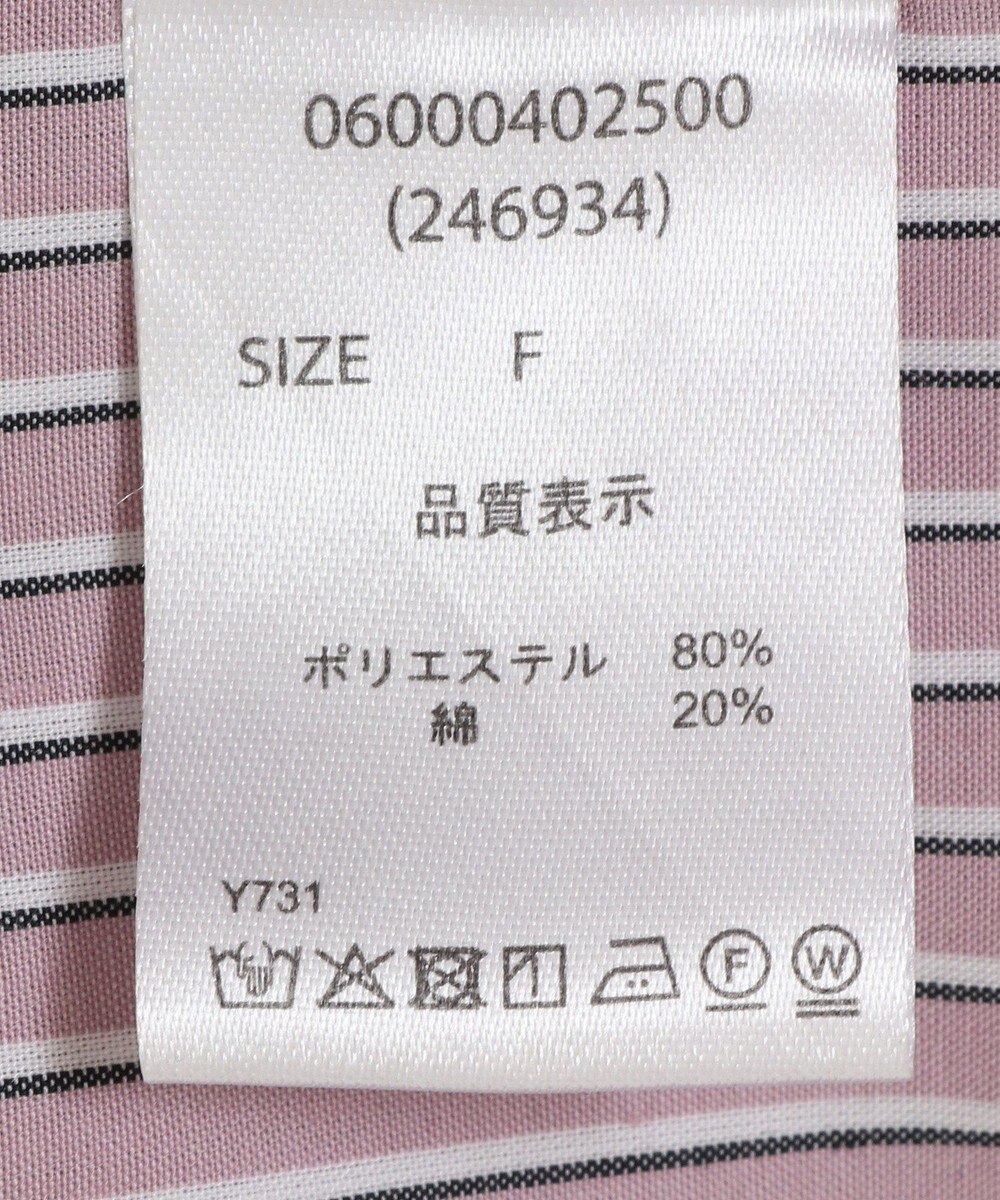 06000402500
(246934)
SIZE F
品質表示
ポリエステル 80%
綿 20%
Y731
F W